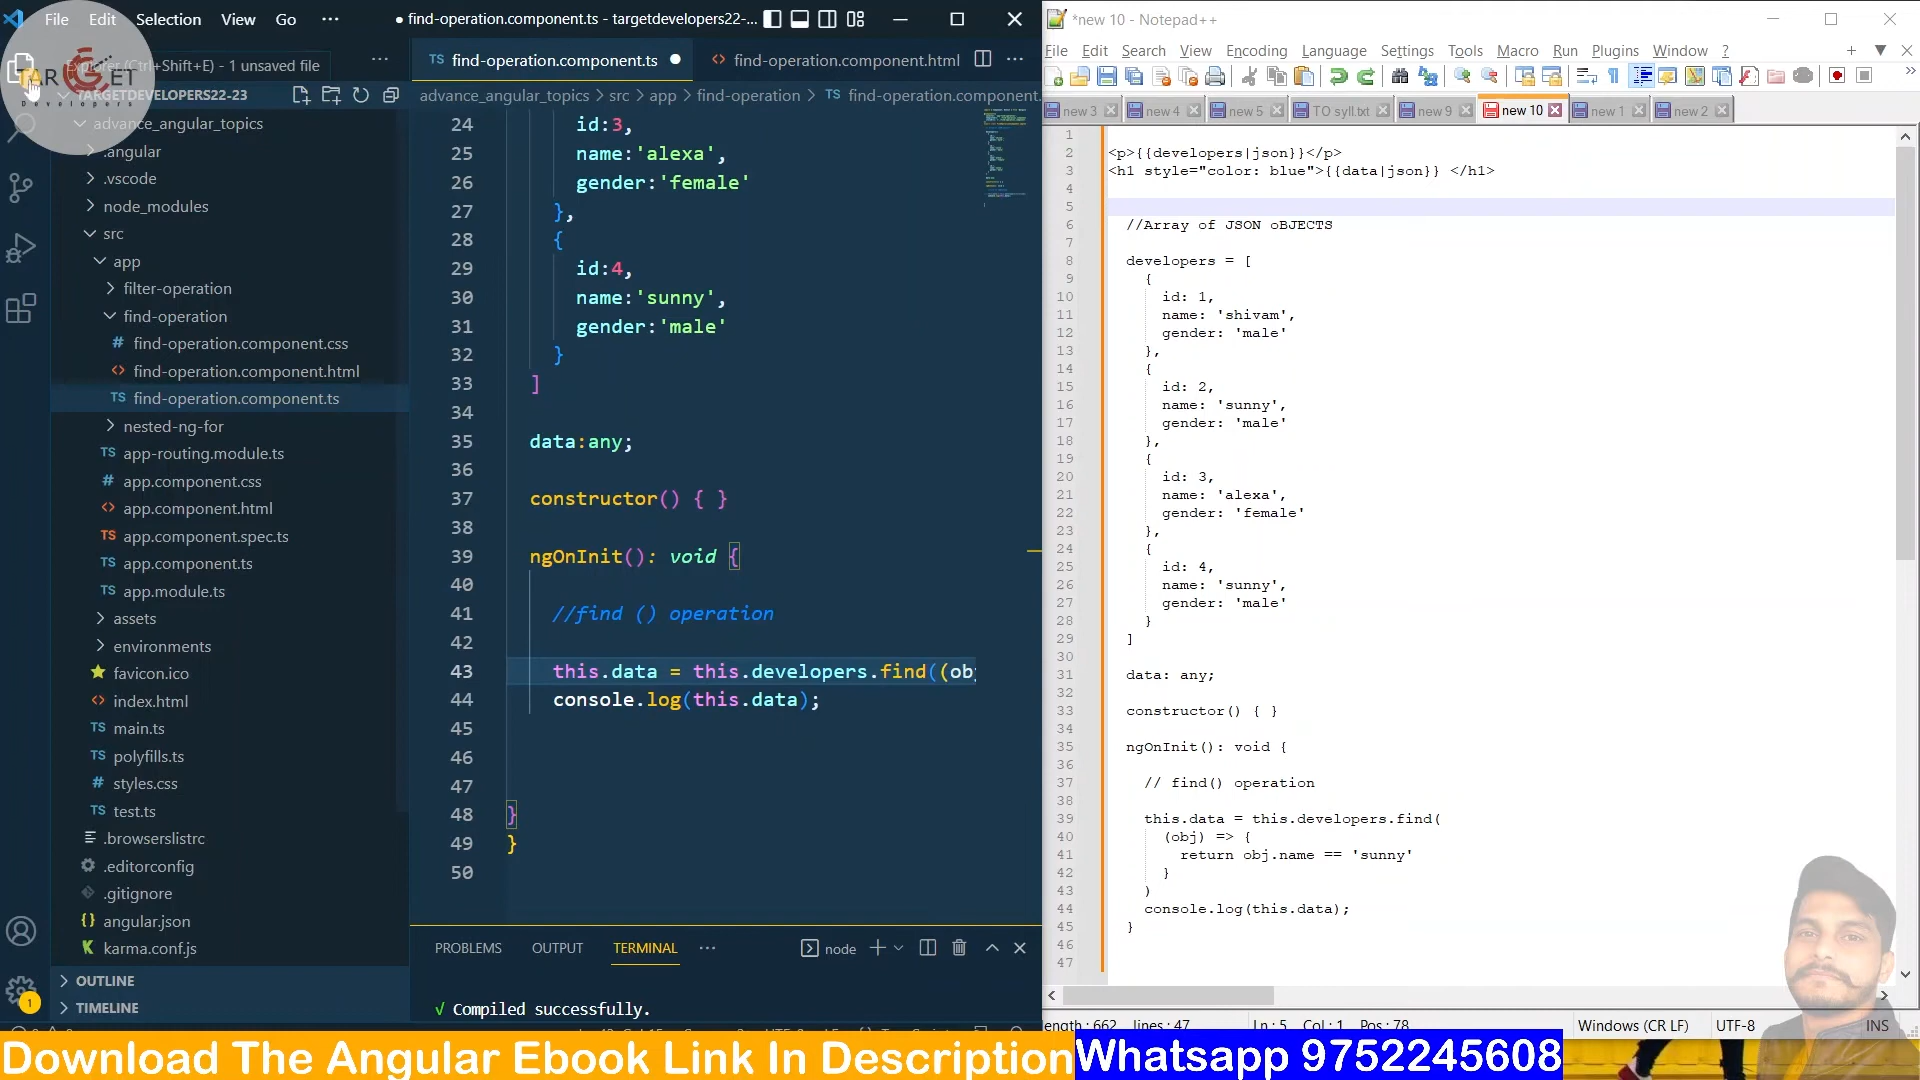 File Edit Selection View Go ··· ● find-operation.component.ts - targetdevelopers22-...
Explorer (Ctrl+Shift+E) - 1 unsaved file
TARGET
Developers
TARGETDEVELOPERS22-23
advance_angular_topics
.angular
.vscode
node_modules
src
app
filter-operation
find-operation
find-operation.component.css
find-operation.component.html
find-operation.component.ts
nested-ng-for
app-routing.module.ts
app.component.css
app.component.html
app.component.spec.ts
app.component.ts
app.module.ts
assets
environments
favicon.ico
index.html
main.ts
polyfills.ts
styles.css
test.ts
.browserslistrc
.editorconfig
.gitignore
angular.json
karma.conf.js
OUTLINE
TIMELINE
1
TS find-operation.component.ts ● <> find-operation.component.html
advance_angular_topics > src > app > find-operation > TS find-operation.component.
24 id:3,
25 name:'alexa',
26 gender:'female'
27 },
28 {
29 id:4,
30 name:'sunny',
31 gender:'male'
32 }
33 ]
34
35 data:any;
36
37 constructor() { }
38
39 ngOnInit(): void {
40
41 //find () operation
42
43 this.data = this.developers.find((ob
44 console.log(this.data);
45
46
47
48 }
49 }
50
PROBLEMS OUTPUT TERMINAL ··· node
√ Compiled successfully.
*new 10 - Notepad++
File Edit Search View Encoding Language Settings Tools Macro Run Plugins Window ?
new 3 new 4 new 5 TO syll.txt new 9 new 10 new 1 new 2
1
2 <p>{{developers|json}}</p>
3 <h1 style="color: blue">{{data|json}} </h1>
4
5
6 //Array of JSON oBJECTS
7
8 developers = [
9 {
10 id: 1,
11 name: 'shivam',
12 gender: 'male'
13 },
14 {
15 id: 2,
16 name: 'sunny',
17 gender: 'male'
18 },
19 {
20 id: 3,
21 name: 'alexa',
22 gender: 'female'
23 },
24 {
25 id: 4,
26 name: 'sunny',
27 gender: 'male'
28 }
29 ]
30
31 data: any;
32
33 constructor() { }
34
35 ngOnInit(): void {
36
37 // find() operation
38
39 this.data = this.developers.find(
40 (obj) => {
41 return obj.name == 'sunny'
42 }
43 )
44 console.log(this.data);
45 }
46
47
length : 662 lines : 47 Ln : 5 Col : 1 Pos : 78 Windows (CR LF) UTF-8 INS
Download The Angular Ebook Link In Description
Whatsapp 9752245608